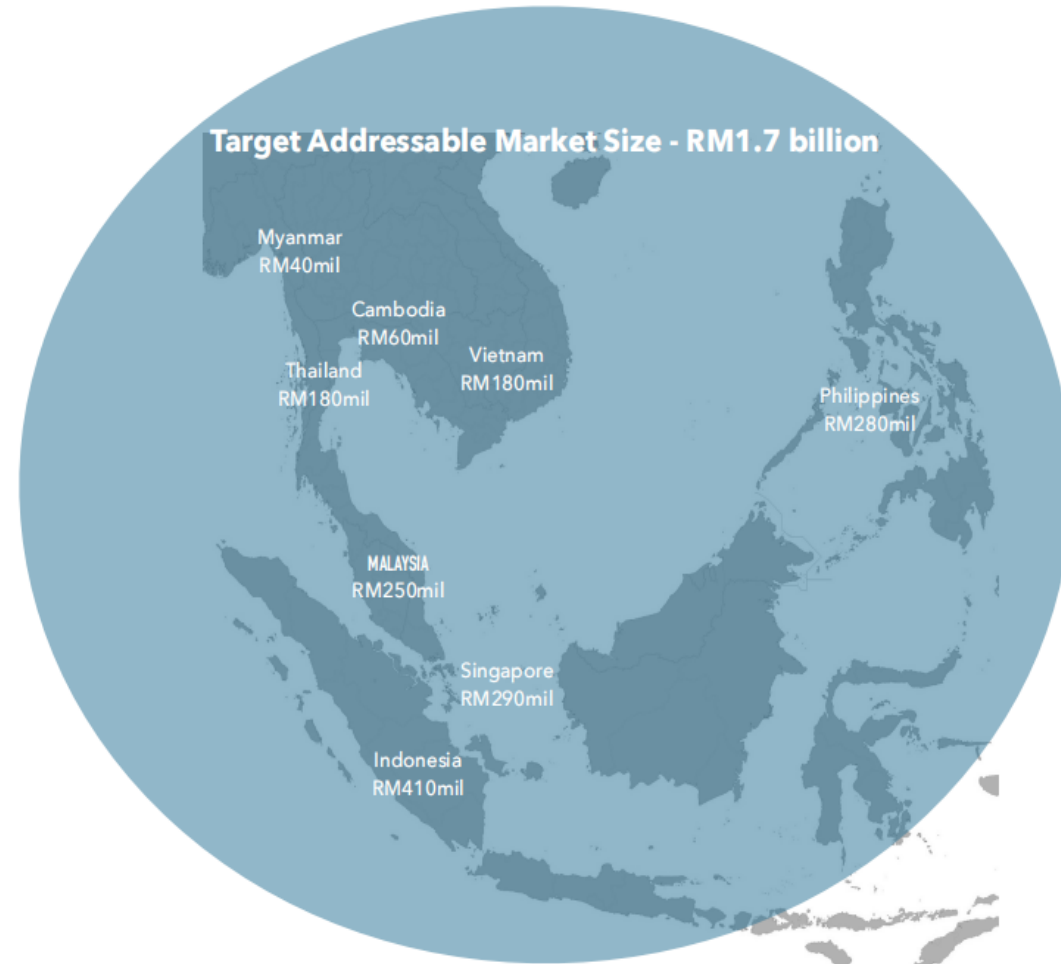 Target Addressable Market Size - RM1.7 billion
Myanmar
RM40mil
Cambodia
RM60mil
Vietnam
RM180mil
Thailand
RM180mil
Philippines
RM280mil
MALAYSIA
RM250mil
Singapore
RM290mil
Indonesia
RM410mil